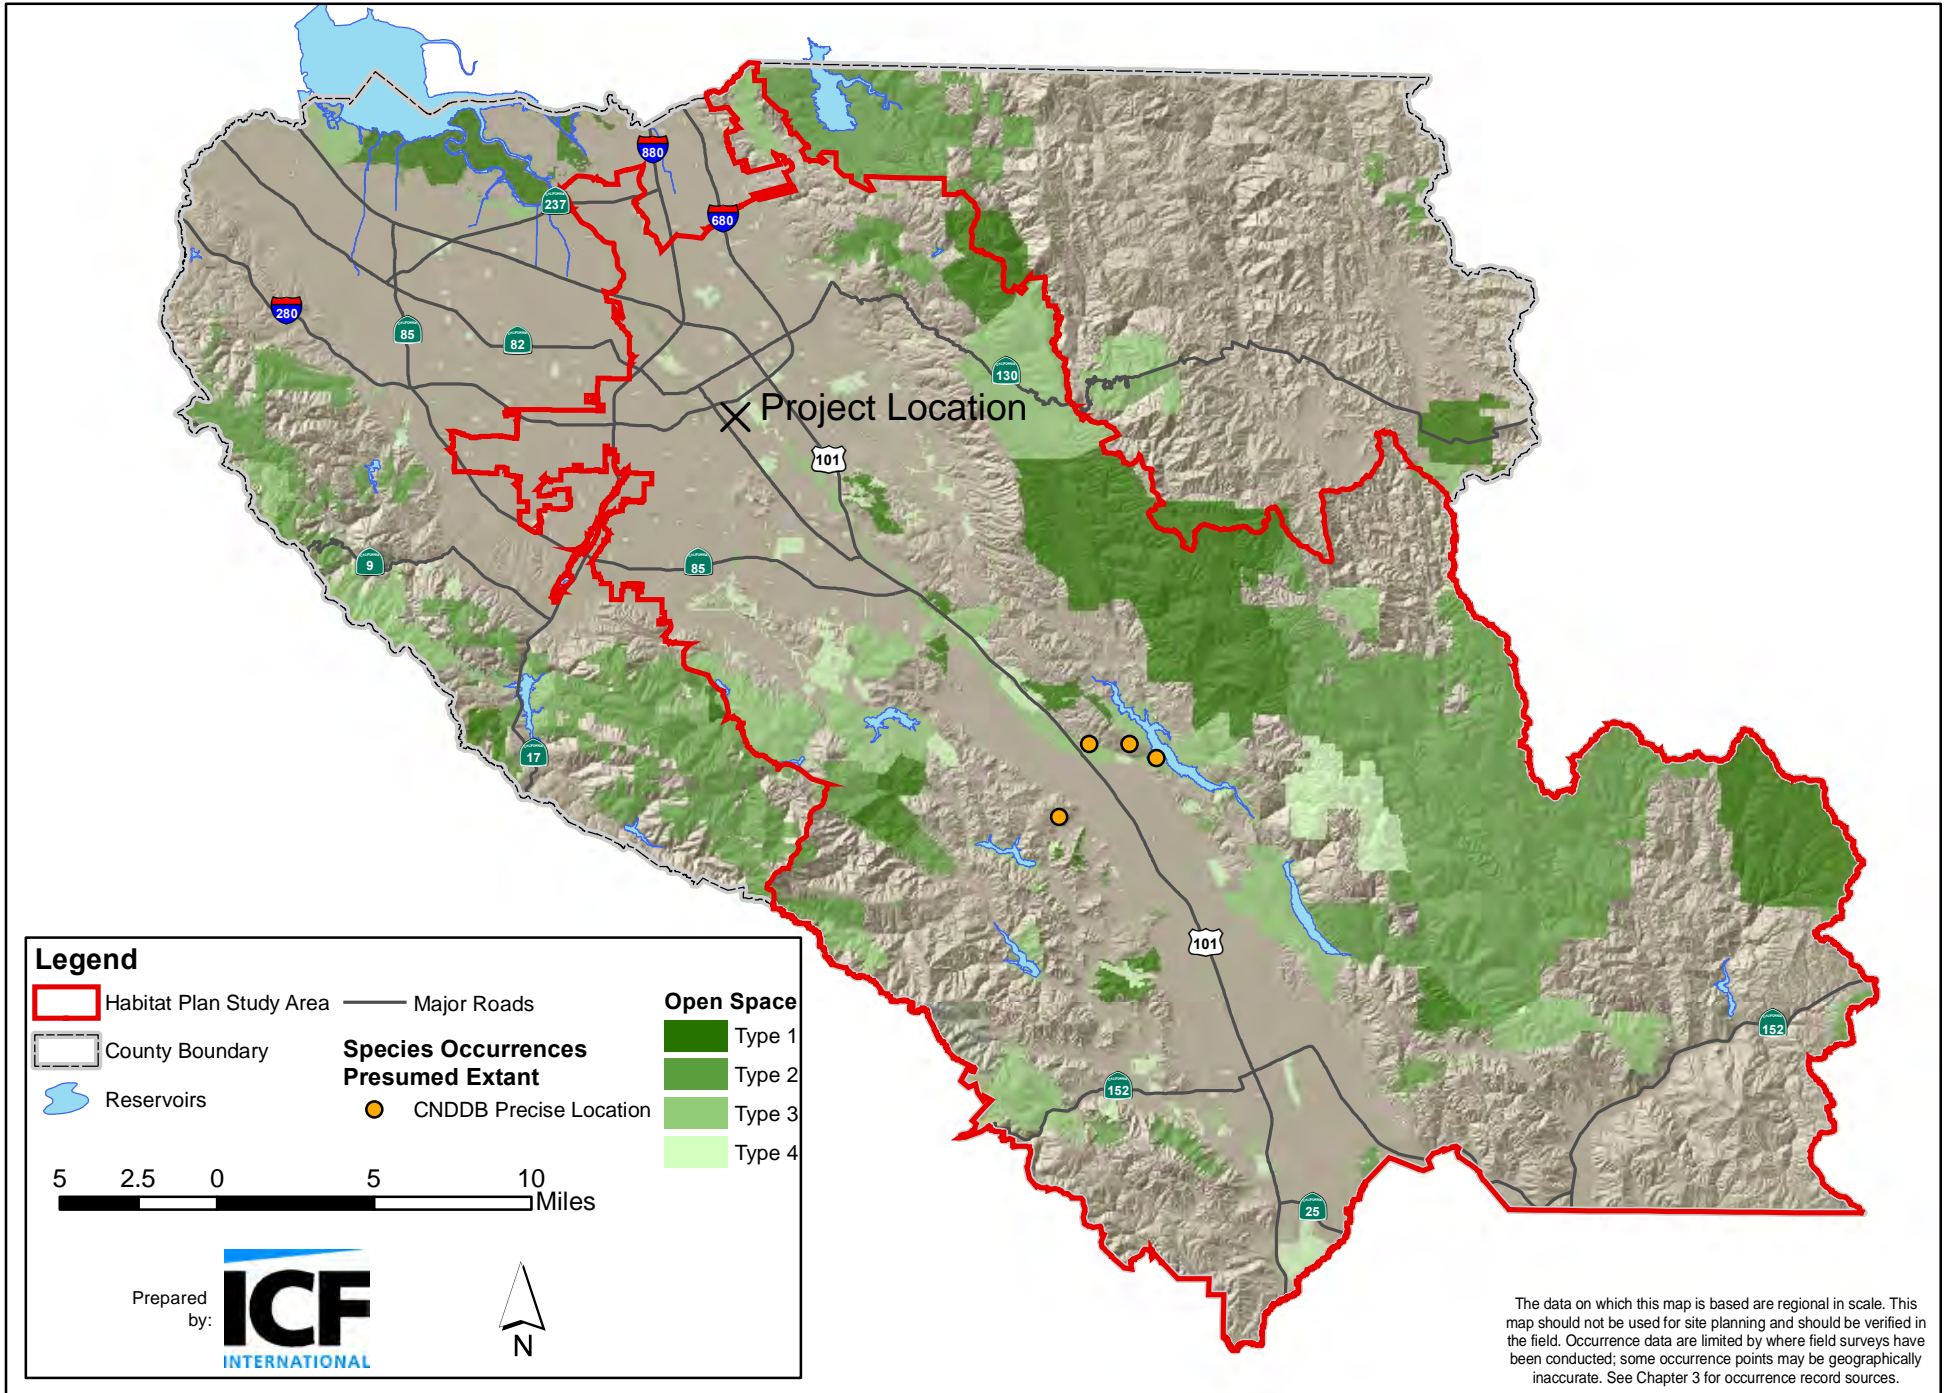 880
237
680
280
85
82
130
Project Location
101
9
85
17
101
152
152
25
Legend
Habitat Plan Study Area
County Boundary
Reservoirs
Major Roads
Species Occurrences
Presumed Extant
CNDDB Precise Location
Open Space
Type 1
Type 2
Type 3
Type 4
5 2.5 0 5 10
Miles
Prepared
by:
ICF
INTERNATIONAL
N
The data on which this map is based are regional in scale. This
map should not be used for site planning and should be verified in
the field. Occurrence data are limited by where field surveys have
been conducted; some occurrence points may be geographically
inaccurate. See Chapter 3 for occurrence record sources.